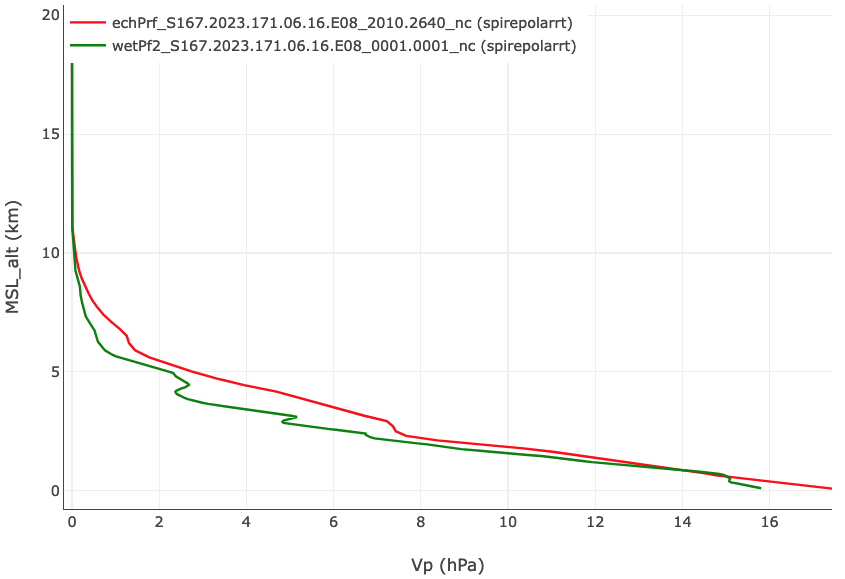 echPrf_S167.2023.171.06.16.E08_2010.2640_nc (spirepolarrt)
wetPf2_S167.2023.171.06.16.E08_0001.0001_nc (spirepolarrt)
20
15
10
5
0
MSL_alt (km)
0 2 4 6 8 10 12 14 16
Vp (hPa)